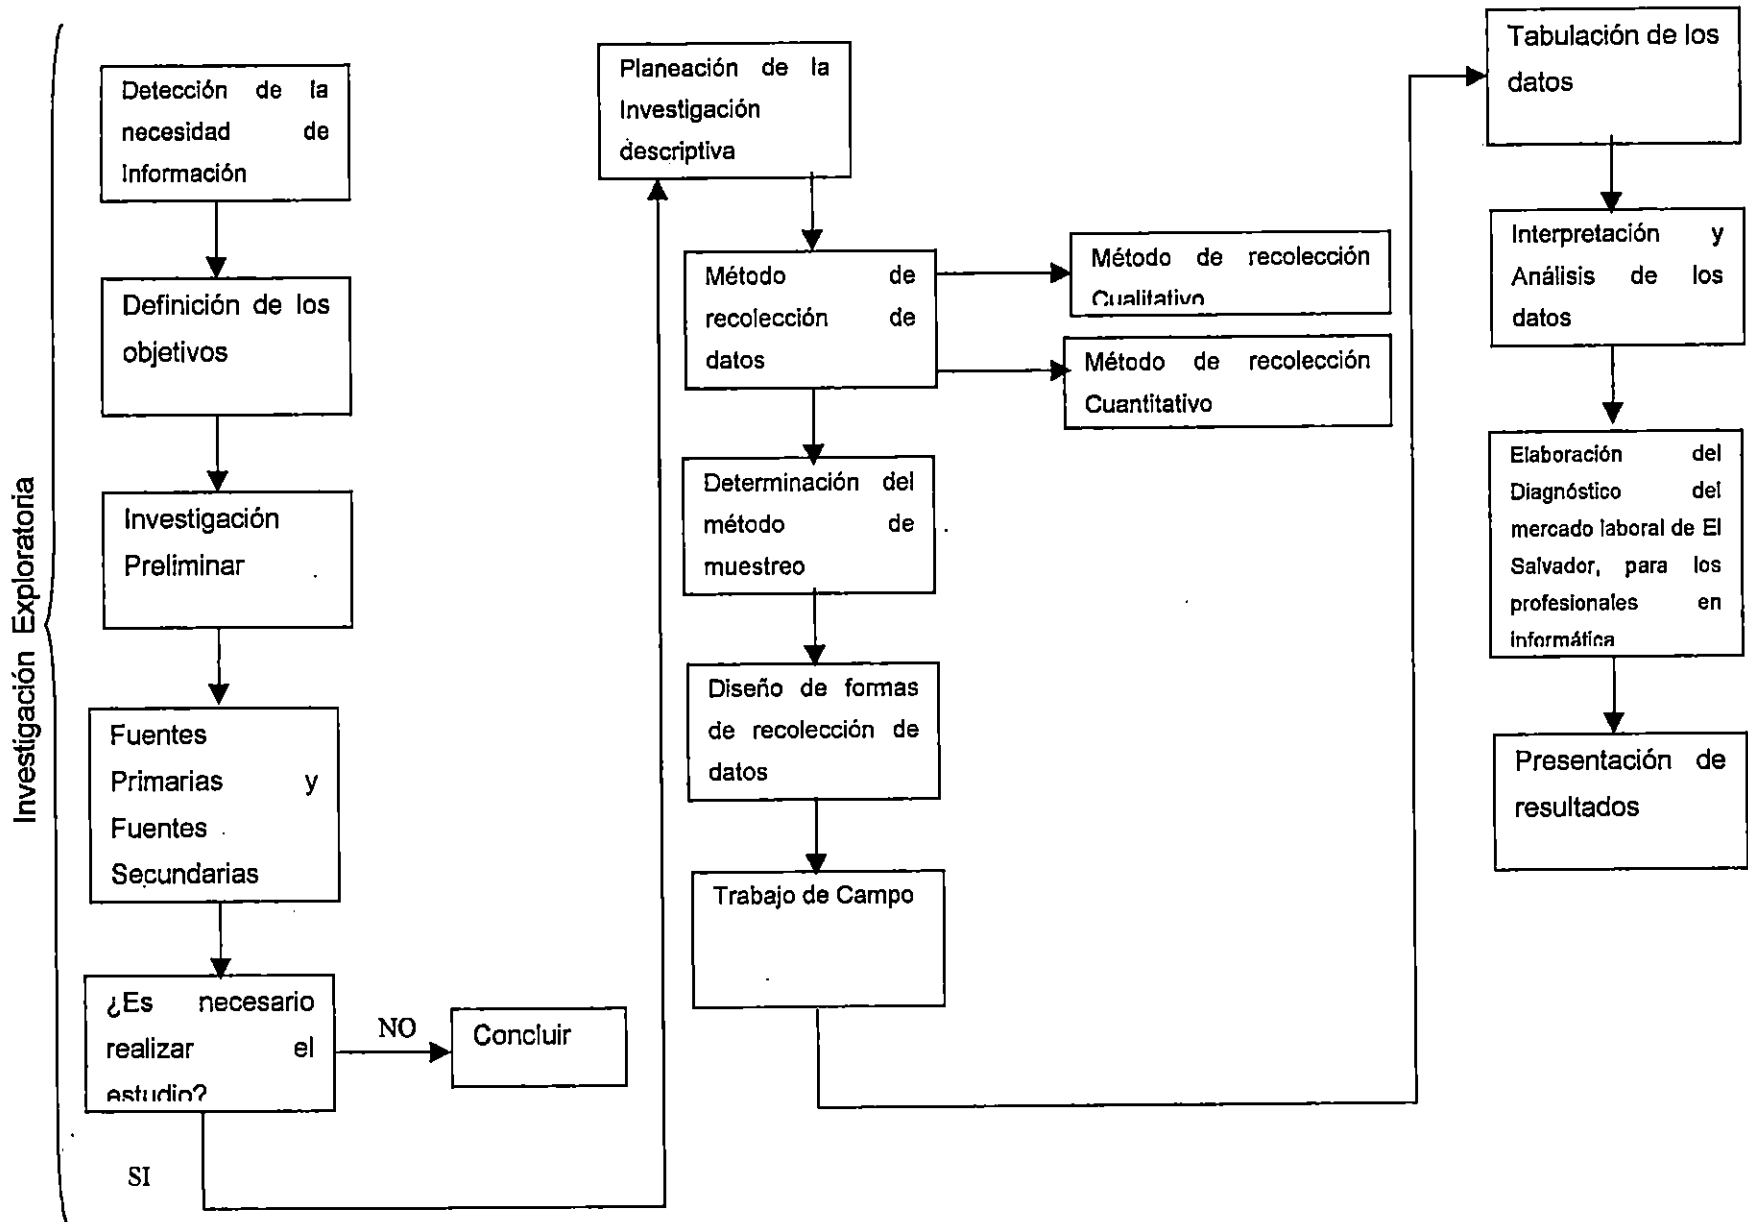 Investigación Exploratoria
Detección de la
necesidad de
Información
Definición de los
objetivos
Investigación
Preliminar
Fuentes
Primarias y
Fuentes
Secundarias
¿Es necesario
realizar el
estudio?
NO
Concluir
SI
Planeación de la
Investigación
descriptiva
Método de
recolección de
datos
Método de recolección
Cualitativo
Método de recolección
Cuantitativo
Determinación del
método de
muestreo
Diseño de formas
de recolección de
datos
Trabajo de Campo
Tabulación de los
datos
Interpretación y
Análisis de los
datos
Elaboración del
Diagnóstico del
mercado laboral de El
Salvador, para los
profesionales en
informática
Presentación de
resultados